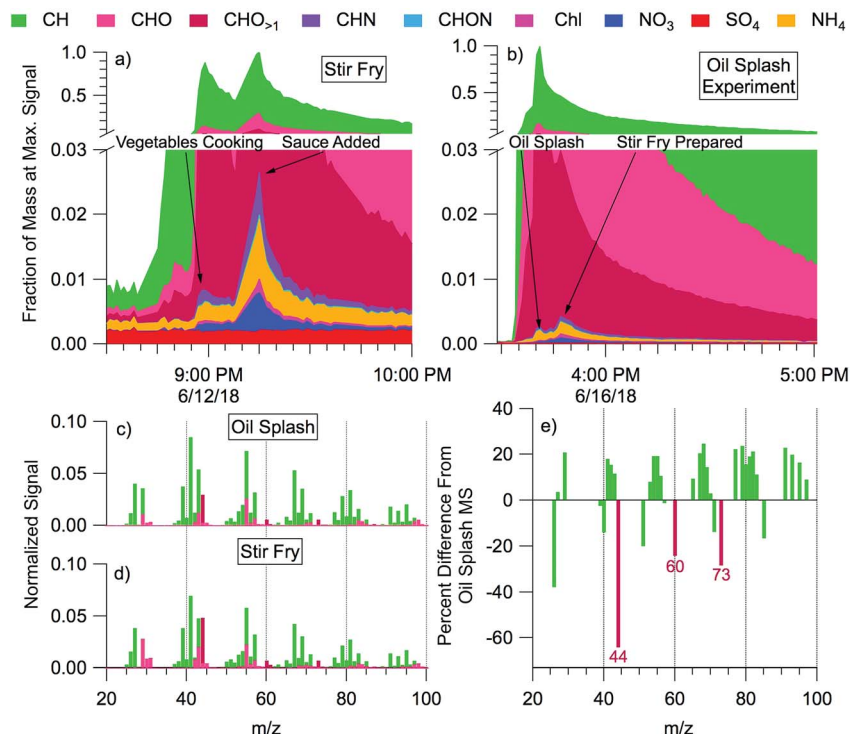 CH CHO CHO>1 CHN CHON Chl NO3 SO4 NH4
a) Stir Fry
b) Oil Splash
Experiment
1.0
0.5
1.0
0.5
Vegetables Cooking Sauce Added
Oil Splash Stir Fry Prepared
Fraction of Mass at Max. Signal
0.03
0.02
0.01
0.00
0.03
0.02
0.01
0.00
9:00 PM 10:00 PM
6/12/18
4:00 PM 5:00 PM
6/16/18
c) Oil Splash
0.10
0.05
0.00
d) Stir Fry
0.10
0.05
0.00
Normalized Signal
20 40 60 80 100
m/z
e)
Percent Difference From
Oil Splash MS
40
20
0
-20
-40
-60
60
73
44
20 40 60 80 100
m/z